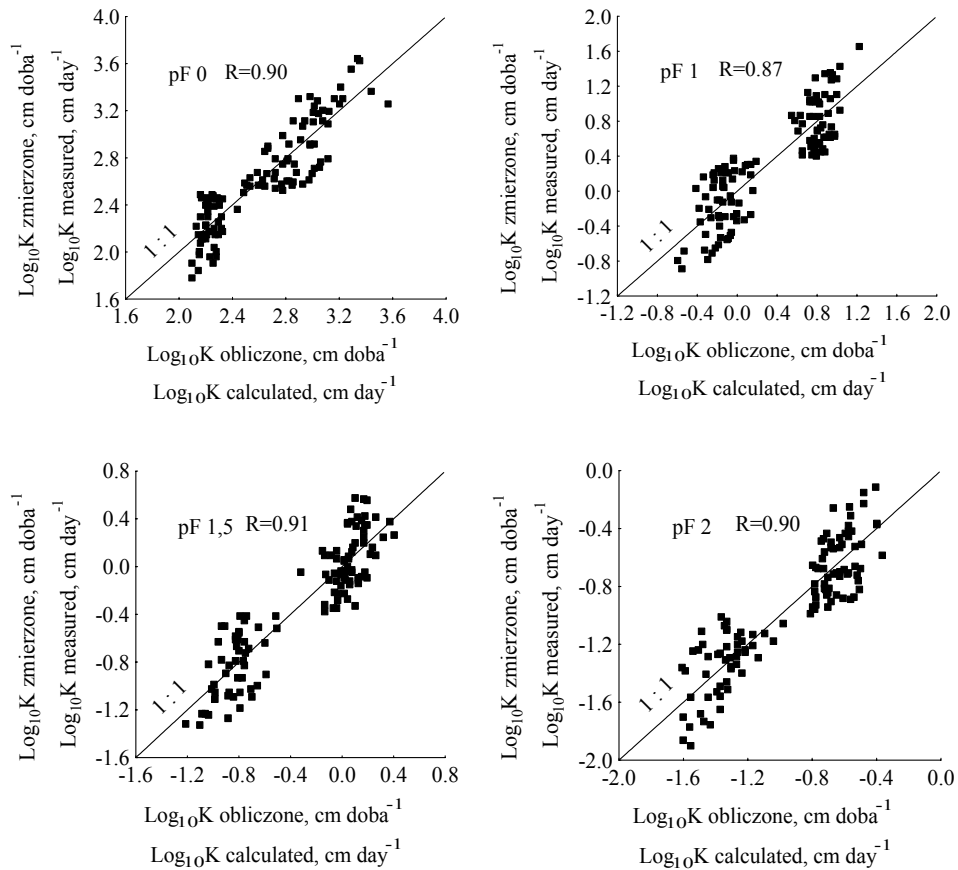 4.0
3.6
3.2
2.8
2.4
2.0
1.6
Log₁₀K zmierzone, cm doba⁻¹
Log₁₀K measured, cm day⁻¹
pF 0 R=0.90
1 : 1
1.6 2.0 2.4 2.8 3.2 3.6 4.0
Log₁₀K obliczone, cm doba⁻¹
Log₁₀K calculated, cm day⁻¹
2.0
1.6
1.2
0.8
0.4
0.0
-0.4
-0.8
-1.2
Log₁₀K zmierzone, cm doba⁻¹
Log₁₀K measured, cm day⁻¹
pF 1 R=0.87
1 : 1
-1.2 -0.8 -0.4 0.0 0.4 0.8 1.2 1.6 2.0
Log₁₀K obliczone, cm doba⁻¹
Log₁₀K calculated, cm day⁻¹
0.8
0.4
0.0
-0.4
-0.8
-1.2
-1.6
Log₁₀K zmierzone, cm doba⁻¹
Log₁₀K measured, cm day⁻¹
pF 1,5 R=0.91
1 : 1
-1.6 -1.2 -0.8 -0.4 0.0 0.4 0.8
Log₁₀K obliczone, cm doba⁻¹
Log₁₀K calculated, cm day⁻¹
0.0
-0.4
-0.8
-1.2
-1.6
-2.0
Log₁₀K zmierzone, cm doba⁻¹
Log₁₀K measured, cm day⁻¹
pF 2 R=0.90
1 : 1
-2.0 -1.6 -1.2 -0.8 -0.4 0.0
Log₁₀K obliczone, cm doba⁻¹
Log₁₀K calculated, cm day⁻¹